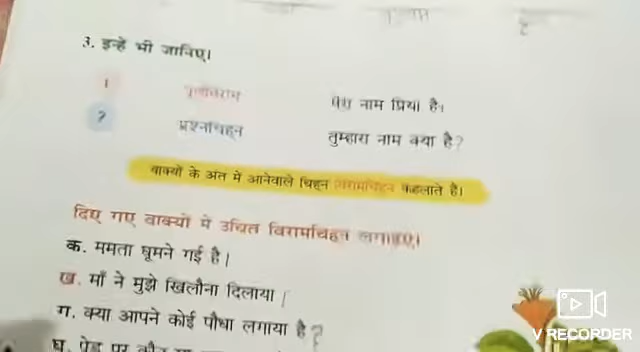 3. इन्हें भी जानिए।
। पूर्णविराम मेरा नाम प्रिया है।
? प्रश्नचिह्न तुम्हारा नाम क्या है?
वाक्यों के अंत में आनेवाले चिह्न विरामचिह्न कहलाते हैं।
दिए गए वाक्यों में उचित विरामचिह्न लगाइए।
क. ममता घूमने गई है।
ख. माँ ने मुझे खिलौना दिलाया।
ग. क्या आपने कोई पौधा लगाया है?
घ. पेड़ पर कौन
V RECORDER